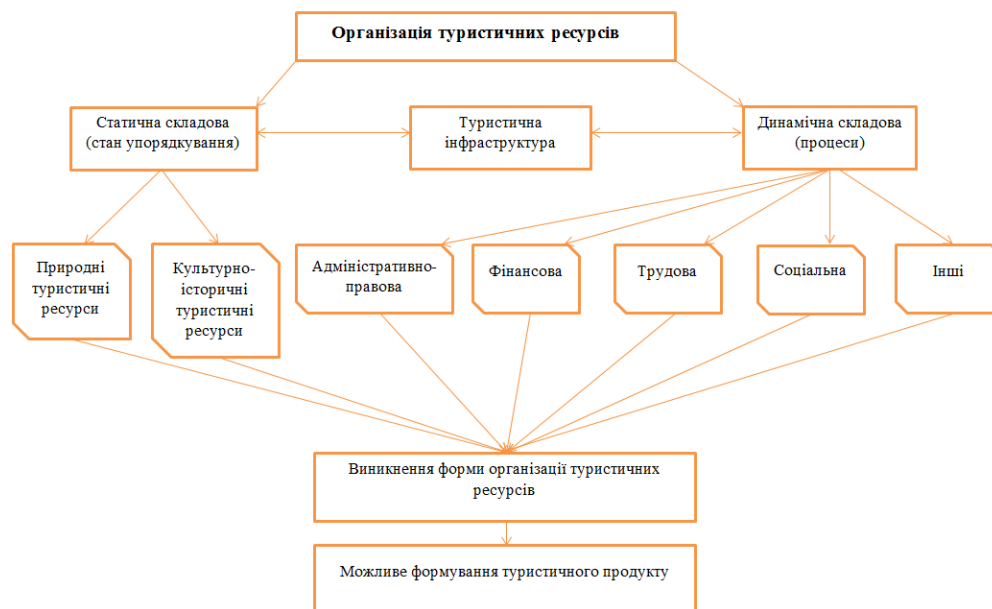 Організація туристичних ресурсів
Статична складова
(стан упорядкування)
Туристична
інфраструктура
Динамічна складова
(процеси)
Природні
туристичні
ресурси
Культурно-
історичні
туристичні
ресурси
Адміністративно-
правова
Фінансова
Трудова
Соціальна
Інші
Виникнення форми організації туристичних
ресурсів
Можливе формування туристичного продукту